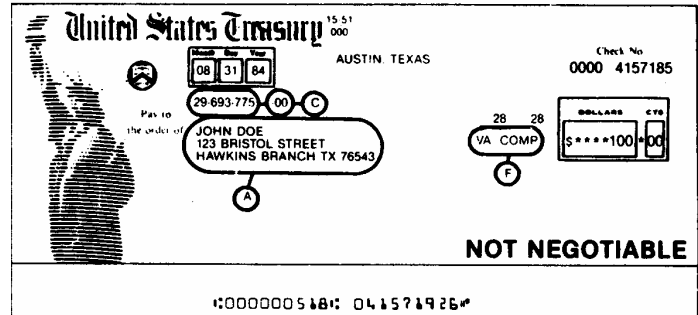 United States Treasury 15-51
000
AUSTIN, TEXAS
Month Day Year
08 31 84
Check No.
0000 4157185
29-693-775 00 C
Pay to
the order of
JOHN DOE
123 BRISTOL STREET
HAWKINS BRANCH TX 76543
A
28 28
VA COMP
F
DOLLARS CTS
$****100*00
NOT NEGOTIABLE
⑆000000518⑆ 041571926⑈